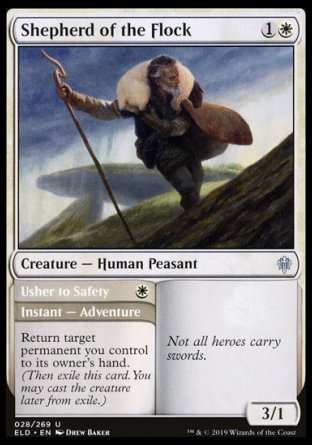 Shepherd of the Flock 1
Creature — Human Peasant
Usher to Safety
Instant — Adventure
Return target
permanent you control
to its owner's hand.
(Then exile this card. You
may cast the creature
later from exile.)
Not all heroes carry
swords.
3/1
028/269 U
ELD • EN Drew Baker
™ & © 2019 Wizards of the Coast